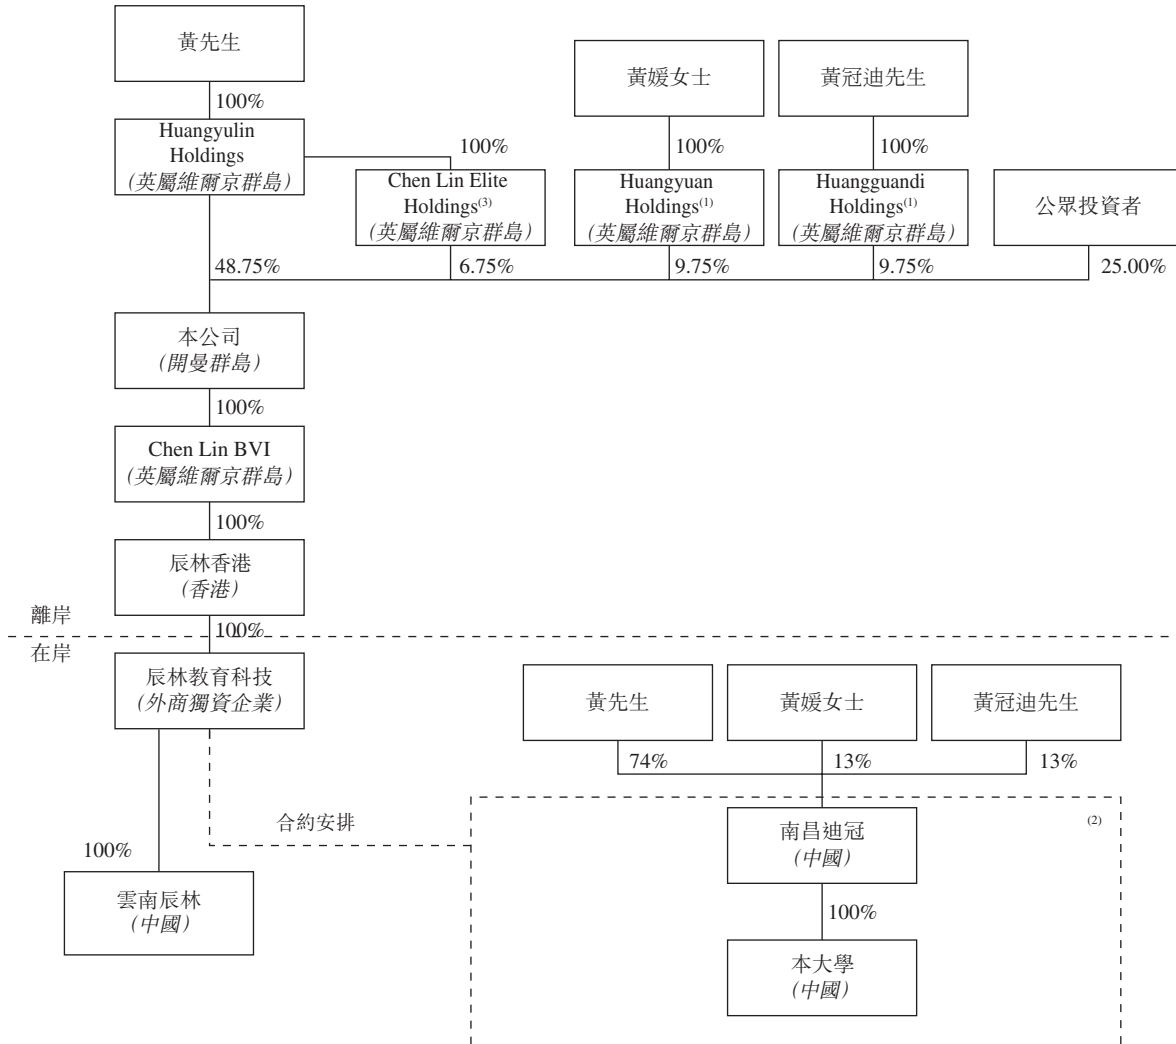 黃先生
黃媛女士
黃冠迪先生
100%
Huangyulin
Holdings
(英屬維爾京群島)
100%
100%
100%
Chen Lin Elite
Holdings(3)
(英屬維爾京群島)
Huangyuan
Holdings(1)
(英屬維爾京群島)
Huangguandi
Holdings(1)
(英屬維爾京群島)
公眾投資者
48.75%
6.75%
9.75%
9.75%
25.00%
本公司
(開曼群島)
100%
Chen Lin BVI
(英屬維爾京群島)
100%
辰林香港
(香港)
離岸
100%
在岸
辰林教育科技
(外商獨資企業)
黃先生
黃媛女士
黃冠迪先生
74%
13%
13%
合約安排
(2)
南昌迪冠
(中國)
100%
雲南辰林
(中國)
100%
本大學
(中國)